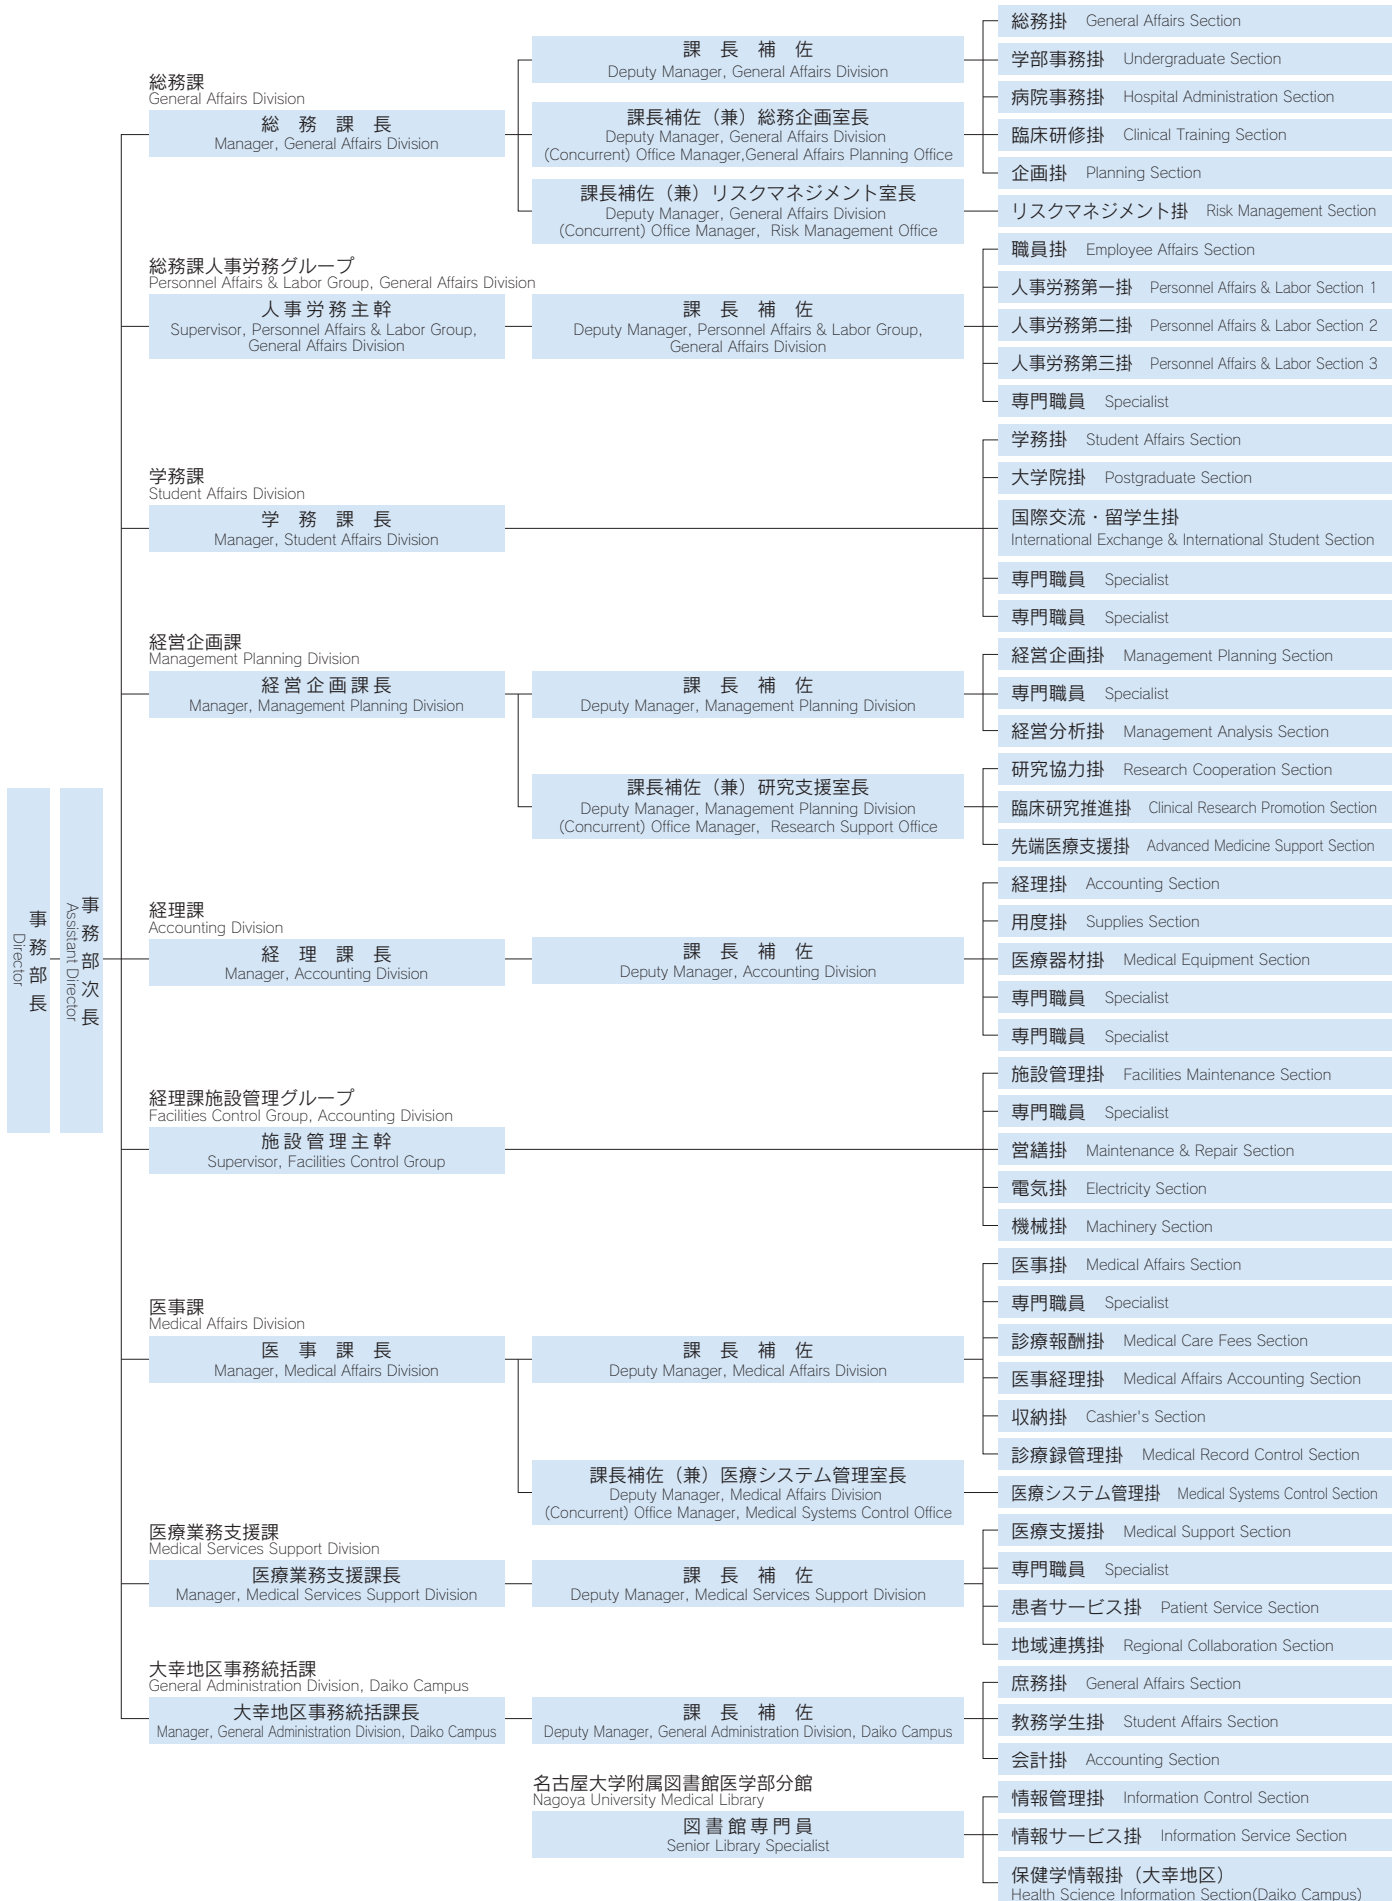 事務部長
Director
事務部次長
Assistant Director
総務課
General Affairs Division
総務課長
Manager, General Affairs Division
課長補佐
Deputy Manager, General Affairs Division
総務掛 General Affairs Section
学部事務掛 Undergraduate Section
病院事務掛 Hospital Administration Section
臨床研修掛 Clinical Training Section
企画掛 Planning Section
課長補佐（兼）総務企画室長
Deputy Manager, General Affairs Division
(Concurrent) Office Manager,General Affairs Planning Office
課長補佐（兼）リスクマネジメント室長
Deputy Manager, General Affairs Division
(Concurrent) Office Manager, Risk Management Office
リスクマネジメント掛 Risk Management Section
総務課人事労務グループ
Personnel Affairs & Labor Group, General Affairs Division
人事労務主幹
Supervisor, Personnel Affairs & Labor Group,
General Affairs Division
課長補佐
Deputy Manager, Personnel Affairs & Labor Group,
General Affairs Division
職員掛 Employee Affairs Section
人事労務第一掛 Personnel Affairs & Labor Section 1
人事労務第二掛 Personnel Affairs & Labor Section 2
人事労務第三掛 Personnel Affairs & Labor Section 3
専門職員 Specialist
学務課
Student Affairs Division
学務課長
Manager, Student Affairs Division
学務掛 Student Affairs Section
大学院掛 Postgraduate Section
国際交流・留学生掛
International Exchange & International Student Section
専門職員 Specialist
専門職員 Specialist
経営企画課
Management Planning Division
経営企画課長
Manager, Management Planning Division
課長補佐
Deputy Manager, Management Planning Division
経営企画掛 Management Planning Section
専門職員 Specialist
経営分析掛 Management Analysis Section
課長補佐（兼）研究支援室長
Deputy Manager, Management Planning Division
(Concurrent) Office Manager, Research Support Office
研究協力掛 Research Cooperation Section
臨床研究推進掛 Clinical Research Promotion Section
先端医療支援掛 Advanced Medicine Support Section
経理課
Accounting Division
経理課長
Manager, Accounting Division
課長補佐
Deputy Manager, Accounting Division
経理掛 Accounting Section
用度掛 Supplies Section
医療器材掛 Medical Equipment Section
専門職員 Specialist
専門職員 Specialist
経理課施設管理グループ
Facilities Control Group, Accounting Division
施設管理主幹
Supervisor, Facilities Control Group
施設管理掛 Facilities Maintenance Section
専門職員 Specialist
営繕掛 Maintenance & Repair Section
電気掛 Electricity Section
機械掛 Machinery Section
医事課
Medical Affairs Division
医事課長
Manager, Medical Affairs Division
課長補佐
Deputy Manager, Medical Affairs Division
医事掛 Medical Affairs Section
専門職員 Specialist
診療報酬掛 Medical Care Fees Section
医事経理掛 Medical Affairs Accounting Section
収納掛 Cashier's Section
診療録管理掛 Medical Record Control Section
課長補佐（兼）医療システム管理室長
Deputy Manager, Medical Affairs Division
(Concurrent) Office Manager, Medical Systems Control Office
医療システム管理掛 Medical Systems Control Section
医療業務支援課
Medical Services Support Division
医療業務支援課長
Manager, Medical Services Support Division
課長補佐
Deputy Manager, Medical Services Support Division
医療支援掛 Medical Support Section
専門職員 Specialist
患者サービス掛 Patient Service Section
地域連携掛 Regional Collaboration Section
大幸地区事務統括課
General Administration Division, Daiko Campus
大幸地区事務統括課長
Manager, General Administration Division, Daiko Campus
課長補佐
Deputy Manager, General Administration Division, Daiko Campus
庶務掛 General Affairs Section
教務学生掛 Student Affairs Section
会計掛 Accounting Section
名古屋大学附属図書館医学部分館
Nagoya University Medical Library
図書館専門員
Senior Library Specialist
情報管理掛 Information Control Section
情報サービス掛 Information Service Section
保健学情報掛（大幸地区）
Health Science Information Section(Daiko Campus)